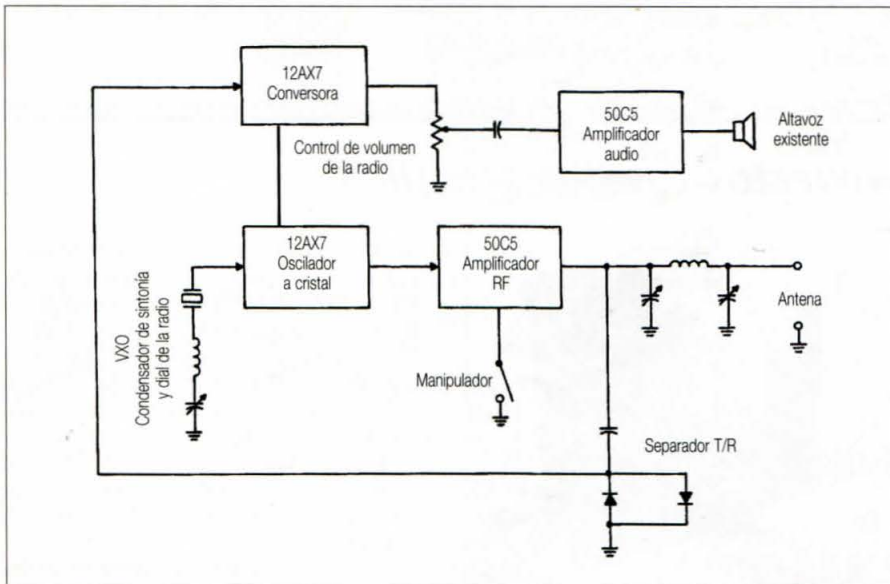 12AX7
Conversora
Control de volumen
de la radio
50C5
Amplificador
audio
Altavoz
existente
12AX7
Oscilador
a cristal
50C5
Amplificador
RF
Antena
VXO
Condensador de sintonía
y dial de la radio
Manipulador
Separador T/R